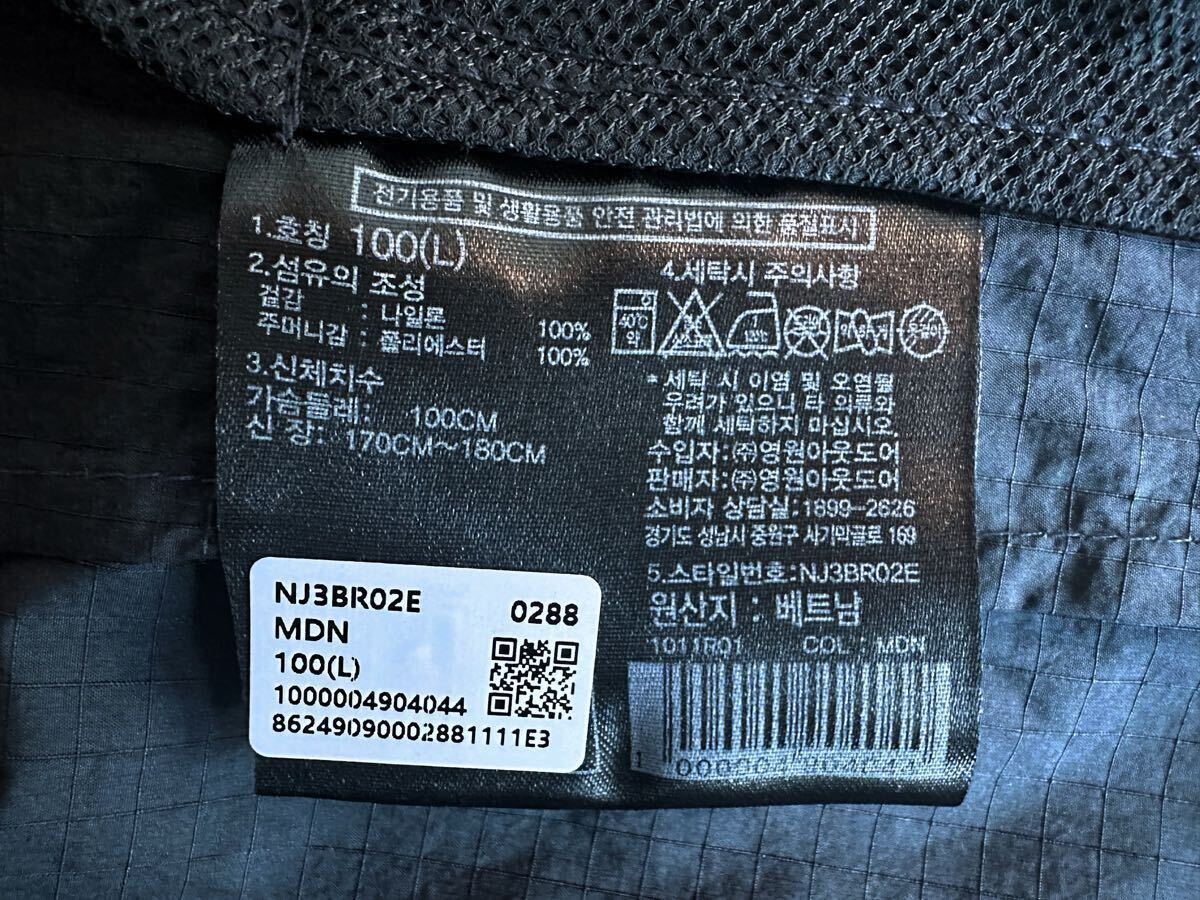 전기용품 및 생활용품 안전 관리법에 의한 품질표시
1.호칭 100(L)
2.섬유의 조성
겉감 : 나일론 100%
주머니감 : 폴리에스터 100%
3.신체치수
가슴둘레: 100CM
신 장: 170CM~180CM
4.세탁시 주의사항
40℃
약
* 세탁 시 이염 및 오염될
우려가 있으니 타 의류와
함께 세탁하지 마십시오.
수입자:㈜영원아웃도어
판매자:㈜영원아웃도어
소비자 상담실:1899-2626
경기도 성남시 중원구 사기막골로 169
5.스타일번호:NJ3BR02E
원산지 : 베트남
1011R01 COL : MDN
1000004904044
NJ3BR02E 0288
MDN
100(L)
1000004904044
86249090002881111E3